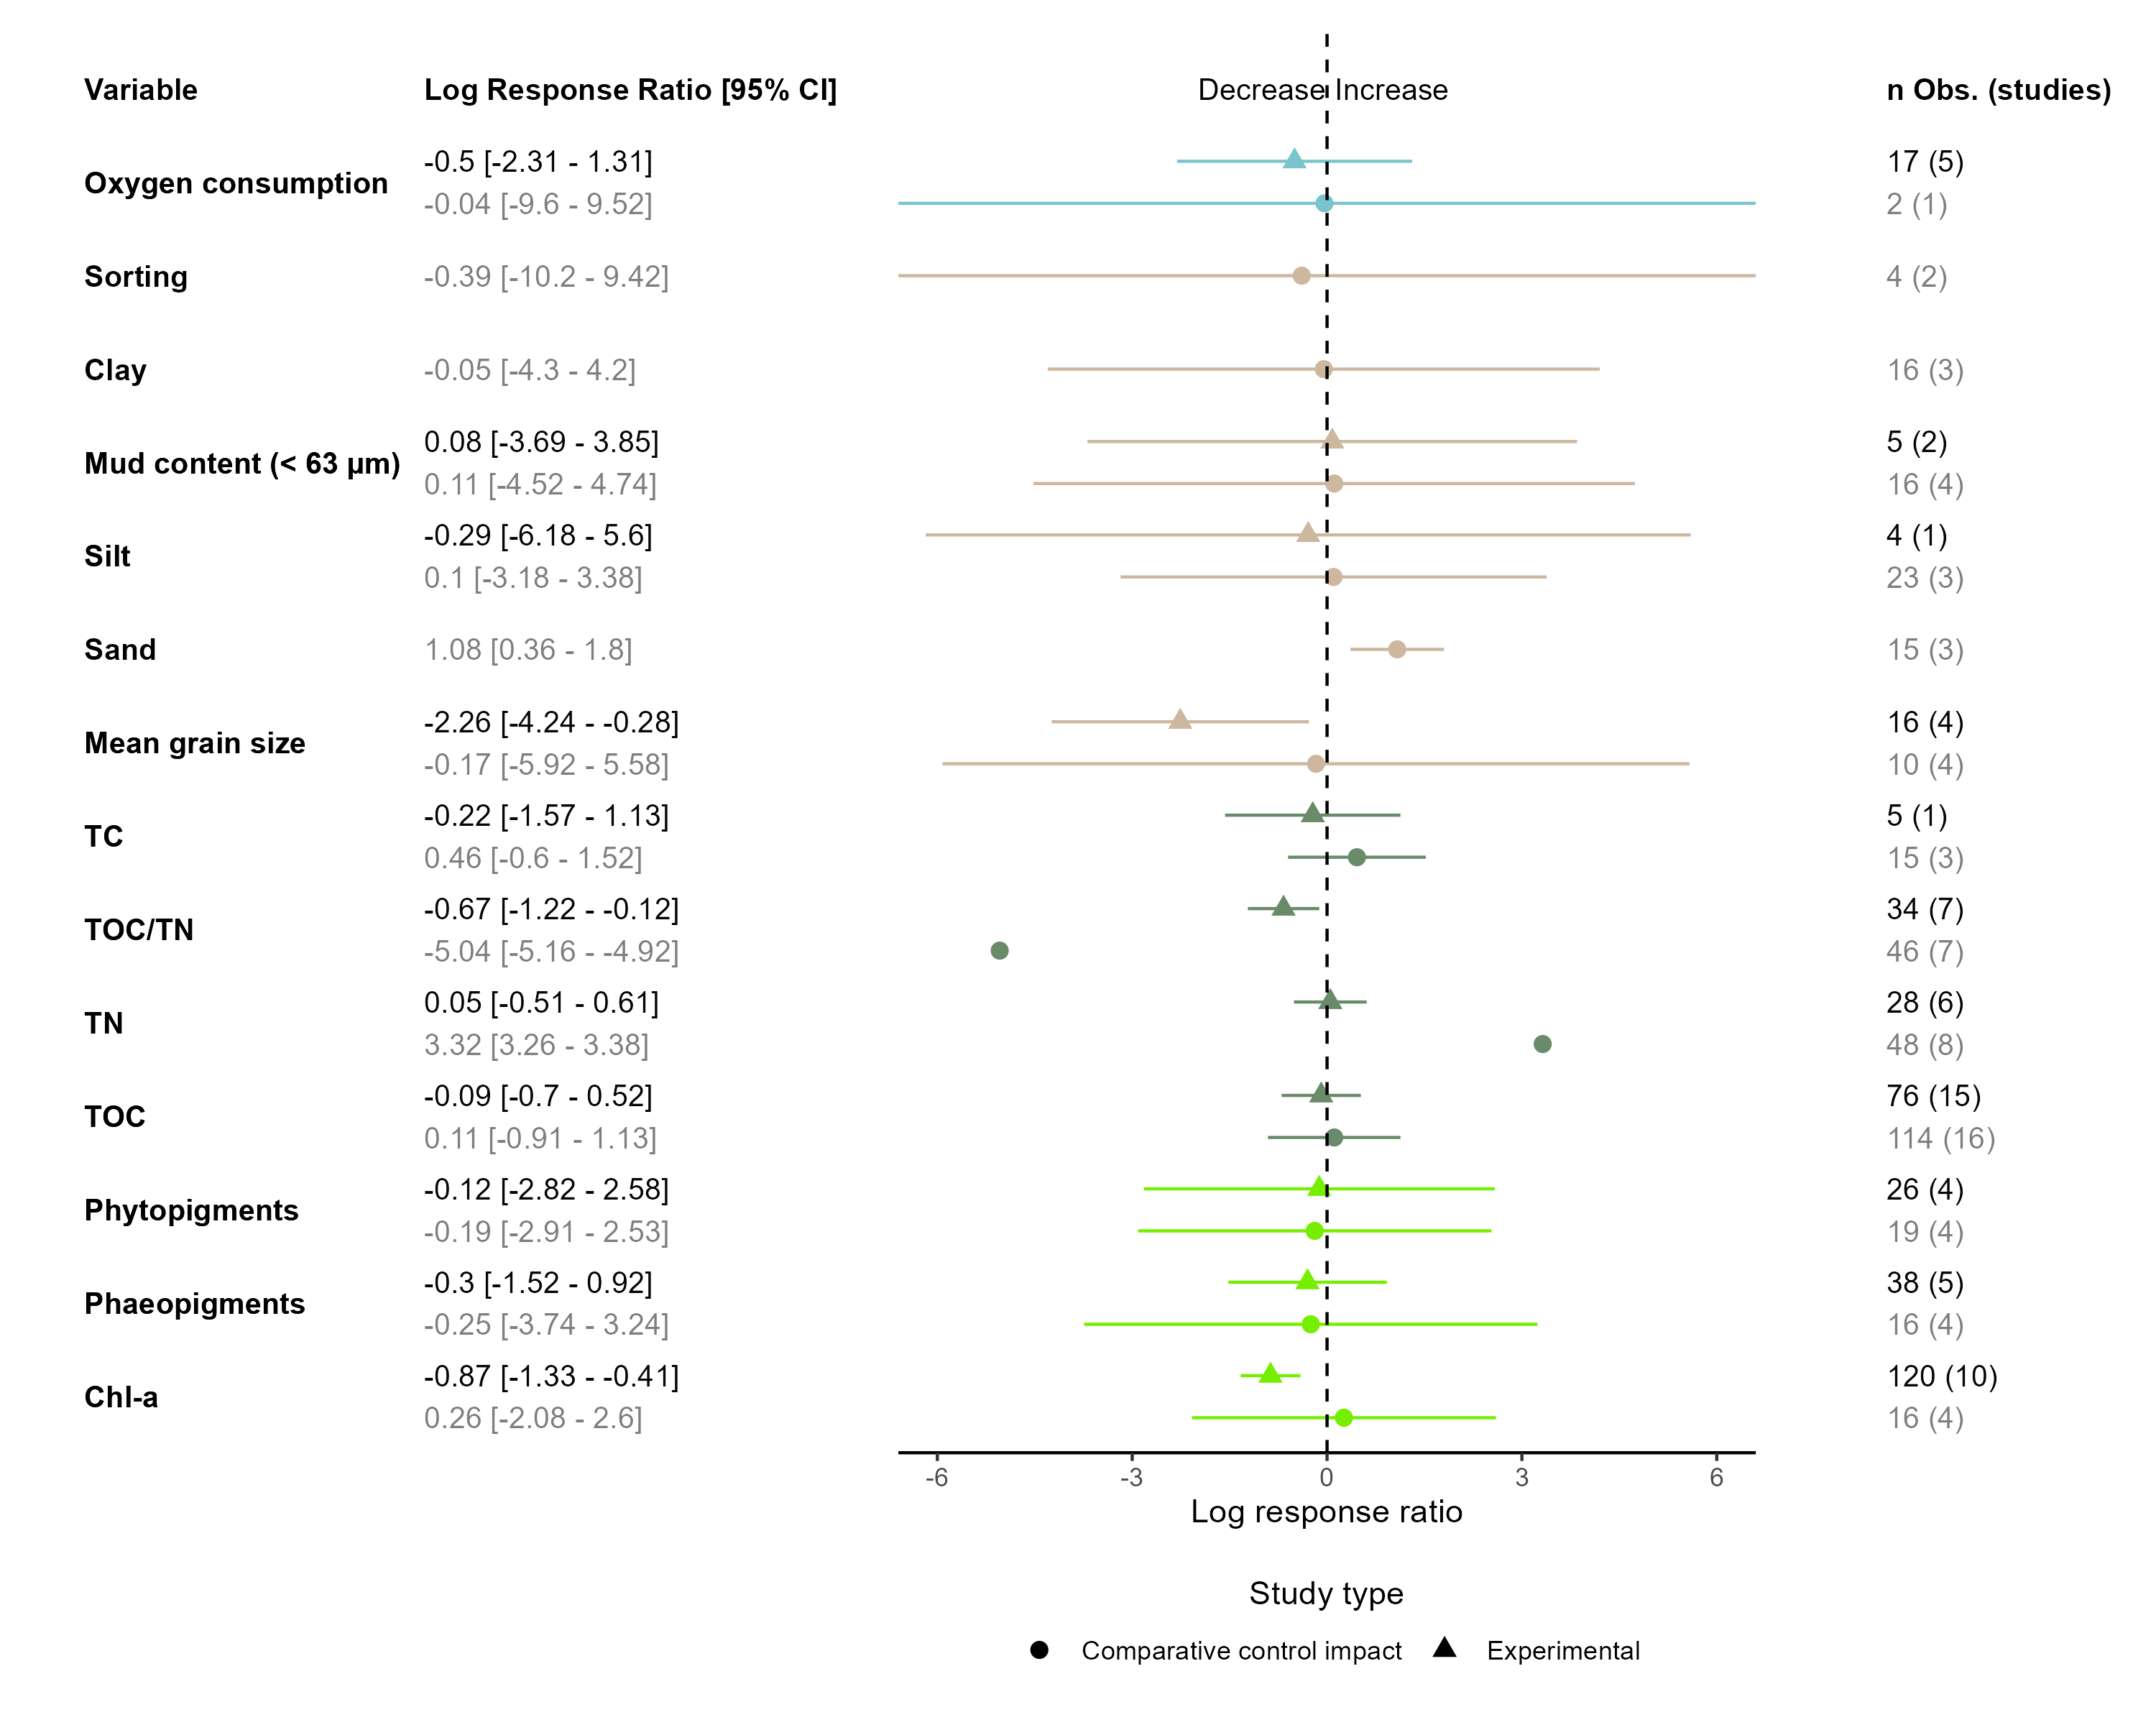 Variable Log Response Ratio [95% CI] Decrease Increase n Obs. (studies)
-0.5 [-2.31 - 1.31] 17 (5)
Oxygen consumption
-0.04 [-9.6 - 9.52] 2 (1)
Sorting -0.39 [-10.2 - 9.42] 4 (2)
Clay -0.05 [-4.3 - 4.2] 16 (3)
0.08 [-3.69 - 3.85] 5 (2)
Mud content (< 63 µm)
0.11 [-4.52 - 4.74] 16 (4)
-0.29 [-6.18 - 5.6] 4 (1)
Silt
0.1 [-3.18 - 3.38] 23 (3)
Sand 1.08 [0.36 - 1.8] 15 (3)
-2.26 [-4.24 - -0.28] 16 (4)
Mean grain size
-0.17 [-5.92 - 5.58] 10 (4)
-0.22 [-1.57 - 1.13] 5 (1)
TC
0.46 [-0.6 - 1.52] 15 (3)
-0.67 [-1.22 - -0.12] 34 (7)
TOC/TN
-5.04 [-5.16 - -4.92] 46 (7)
0.05 [-0.51 - 0.61] 28 (6)
TN
3.32 [3.26 - 3.38] 48 (8)
-0.09 [-0.7 - 0.52] 76 (15)
TOC
0.11 [-0.91 - 1.13] 114 (16)
-0.12 [-2.82 - 2.58] 26 (4)
Phytopigments
-0.19 [-2.91 - 2.53] 19 (4)
-0.3 [-1.52 - 0.92] 38 (5)
Phaeopigments
-0.25 [-3.74 - 3.24] 16 (4)
-0.87 [-1.33 - -0.41] 120 (10)
Chl-a
0.26 [-2.08 - 2.6] 16 (4)
-6 -3 0 3 6
Log response ratio
Study type
Comparative control impact Experimental